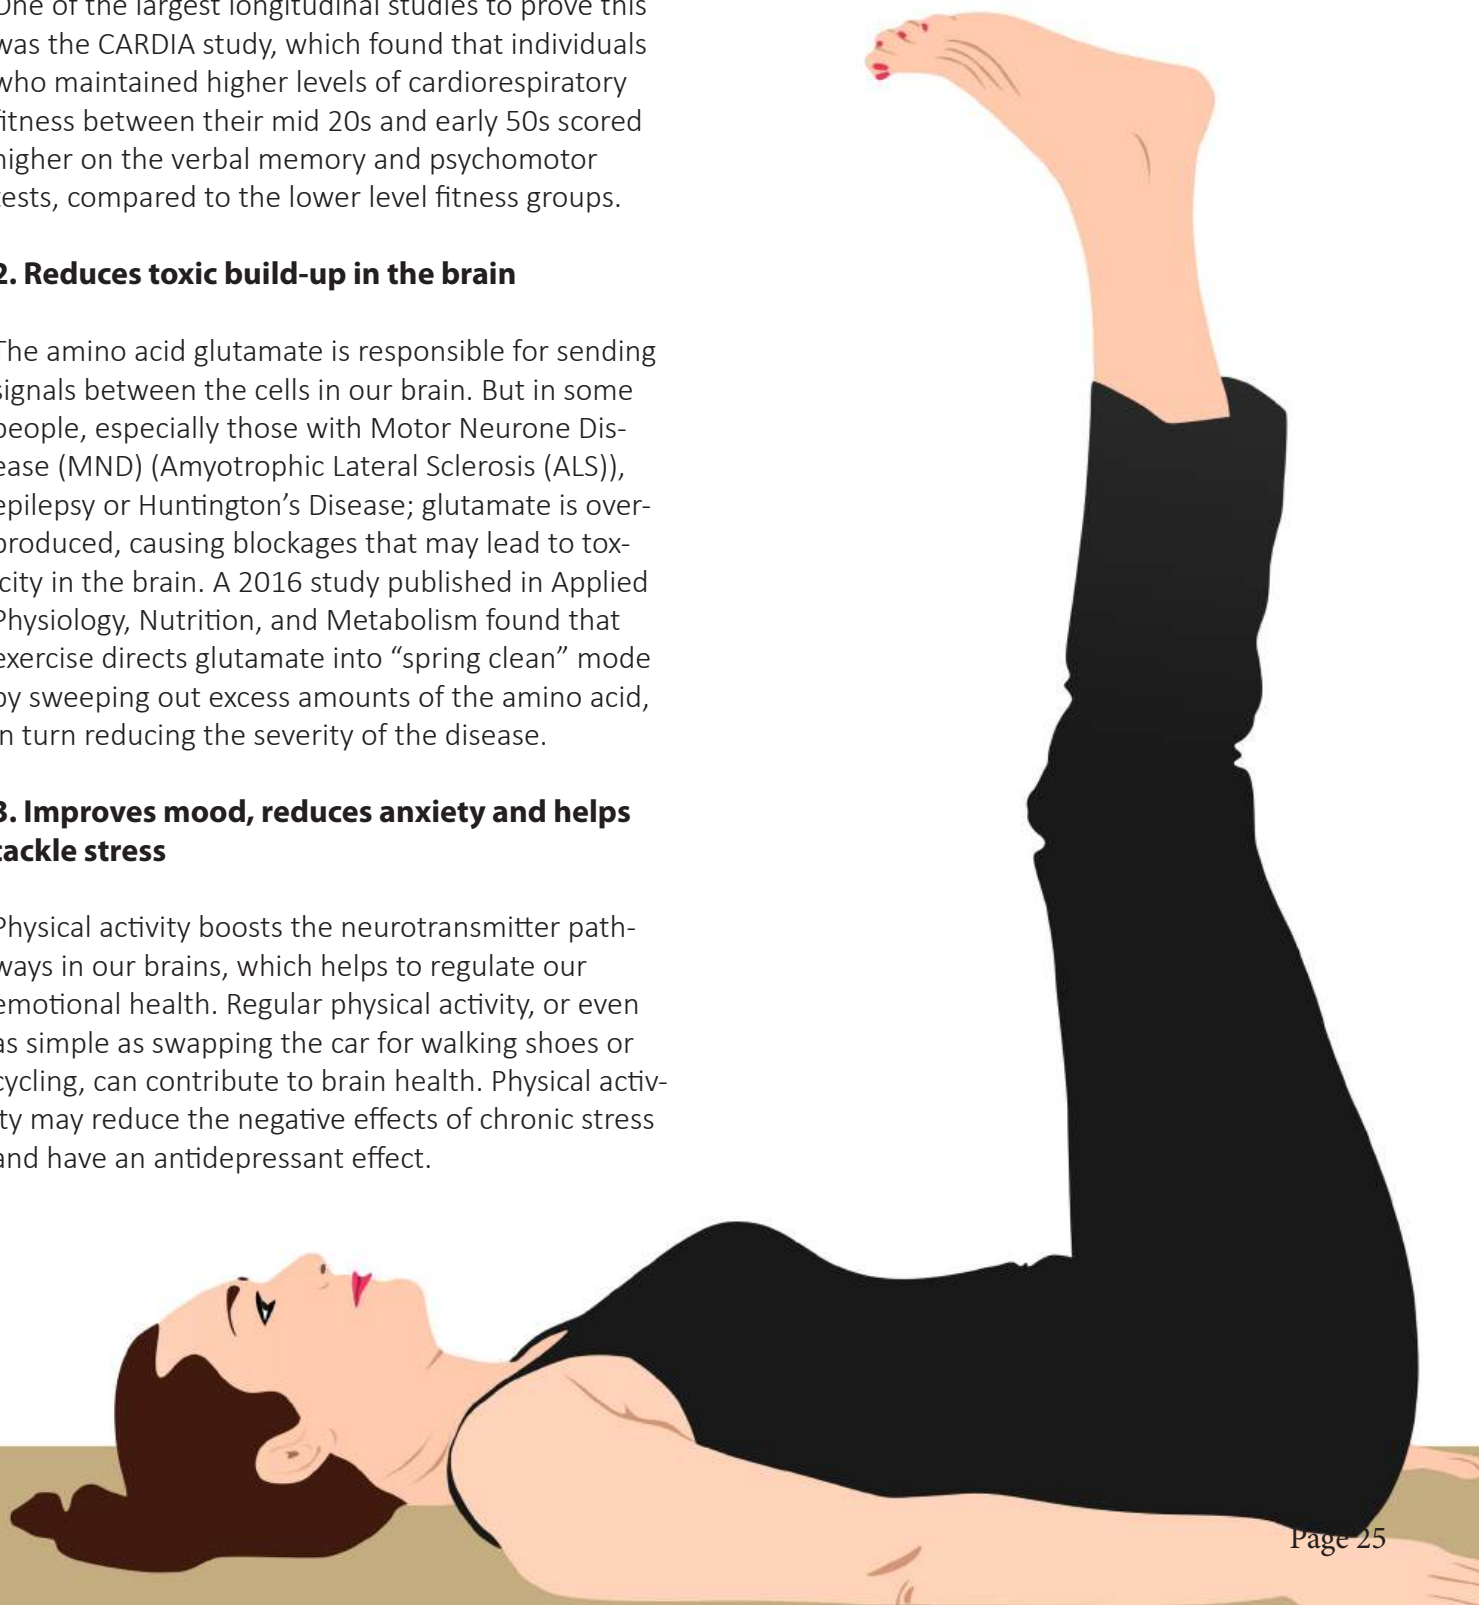 One of the largest longitudinal studies to prove this
was the CARDIA study, which found that individuals
who maintained higher levels of cardiorespiratory
fitness between their mid 20s and early 50s scored
higher on the verbal memory and psychomotor
tests, compared to the lower level fitness groups.
2. Reduces toxic build-up in the brain
The amino acid glutamate is responsible for sending
signals between the cells in our brain. But in some
people, especially those with Motor Neurone Dis-
ease (MND) (Amyotrophic Lateral Sclerosis (ALS)),
epilepsy or Huntington’s Disease; glutamate is over-
produced, causing blockages that may lead to tox-
icity in the brain. A 2016 study published in Applied
Physiology, Nutrition, and Metabolism found that
exercise directs glutamate into “spring clean” mode
by sweeping out excess amounts of the amino acid,
in turn reducing the severity of the disease.
3. Improves mood, reduces anxiety and helps
tackle stress
Physical activity boosts the neurotransmitter path-
ways in our brains, which helps to regulate our
emotional health. Regular physical activity, or even
as simple as swapping the car for walking shoes or
cycling, can contribute to brain health. Physical activ-
ity may reduce the negative effects of chronic stress
and have an antidepressant effect.
Page 25